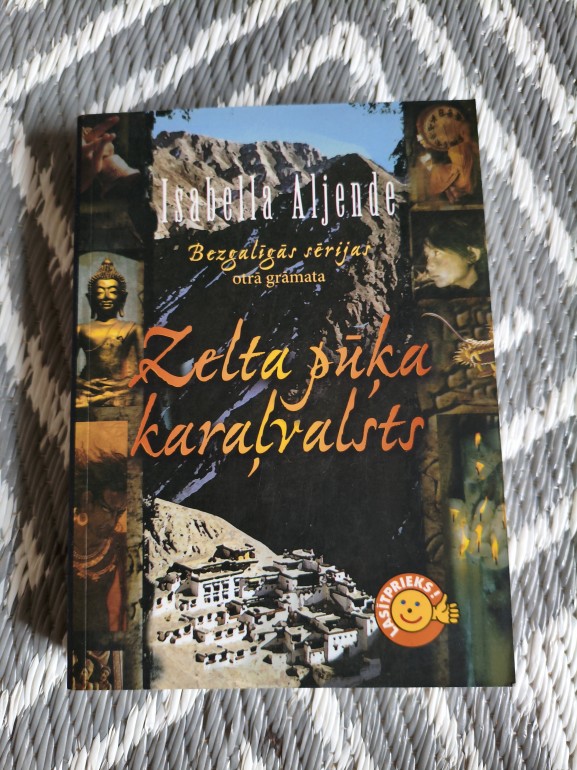 Isabella Aljende
Bezgalīgās sērijas
otrā grāmata
Zelta pūķa
karaļvalsts
LASĪTPRIEKS!